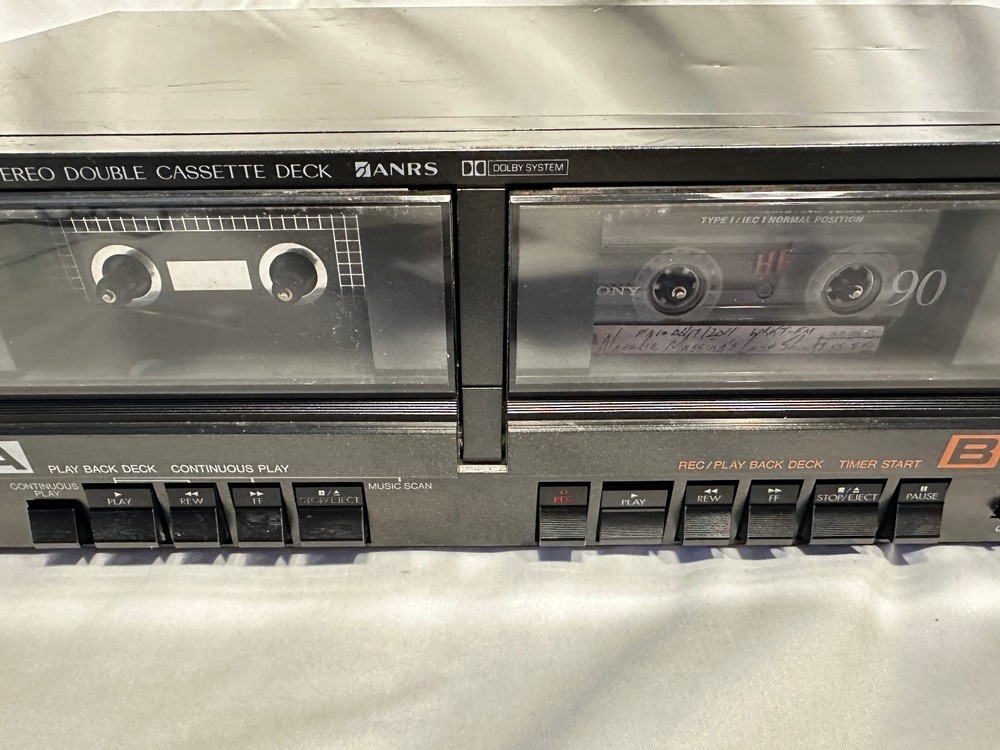 EREO DOUBLE CASSETTE DECK ANRS DOLBY SYSTEM
TYPE I / IEC I NORMAL POSITION
HF
ONY
90
Natalie
A
PLAY BACK DECK CONTINUOUS PLAY
REC/PLAY BACK DECK TIMER START
B
CONTINUOUS PLAY
MUSIC SCAN
PLAY
REW
FF
STOP/EJECT
REC
PLAY
REW
FF
STOP/EJECT
PAUSE